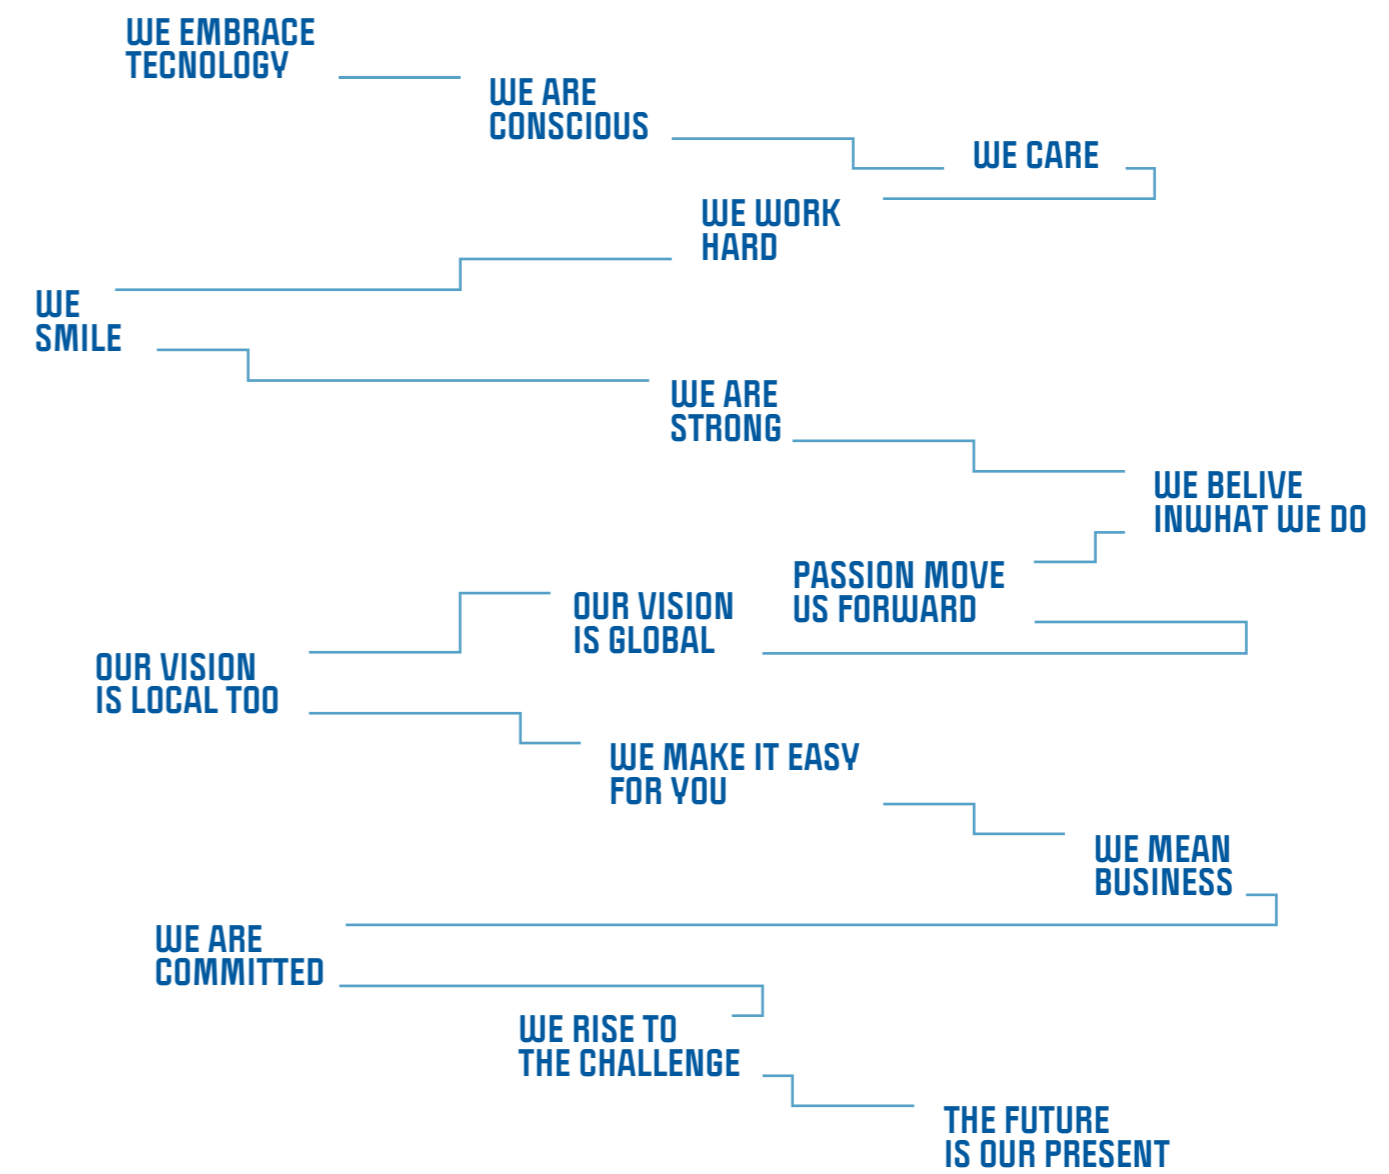 WE EMBRACE
TECNOLOGY
WE ARE
CONSCIOUS
WE CARE
WE WORK
HARD
WE
SMILE
WE ARE
STRONG
WE BELIVE
INWHAT WE DO
PASSION MOVE
US FORWARD
OUR VISION
IS GLOBAL
OUR VISION
IS LOCAL TOO
WE MAKE IT EASY
FOR YOU
WE MEAN
BUSINESS
WE ARE
COMMITTED
WE RISE TO
THE CHALLENGE
THE FUTURE
IS OUR PRESENT